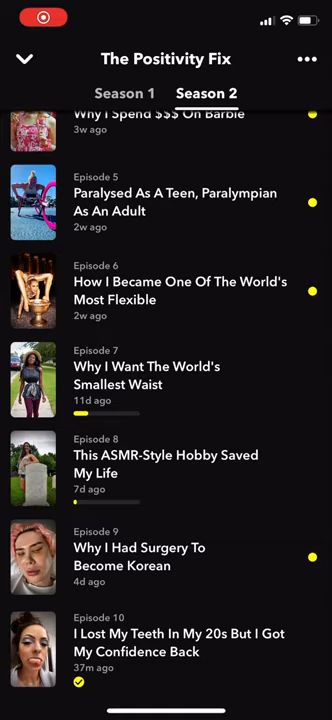 The Positivity Fix
Season 1
Season 2
Why I Spend $$$ On Barbie
3w ago
Episode 5
Paralysed As A Teen, Paralympian
As An Adult
2w ago
Episode 6
How I Became One Of The World's
Most Flexible
2w ago
Episode 7
Why I Want The World's
Smallest Waist
11d ago
Episode 8
This ASMR-Style Hobby Saved
My Life
7d ago
Episode 9
Why I Had Surgery To
Become Korean
4d ago
Episode 10
I Lost My Teeth In My 20s But I Got
My Confidence Back
37m ago